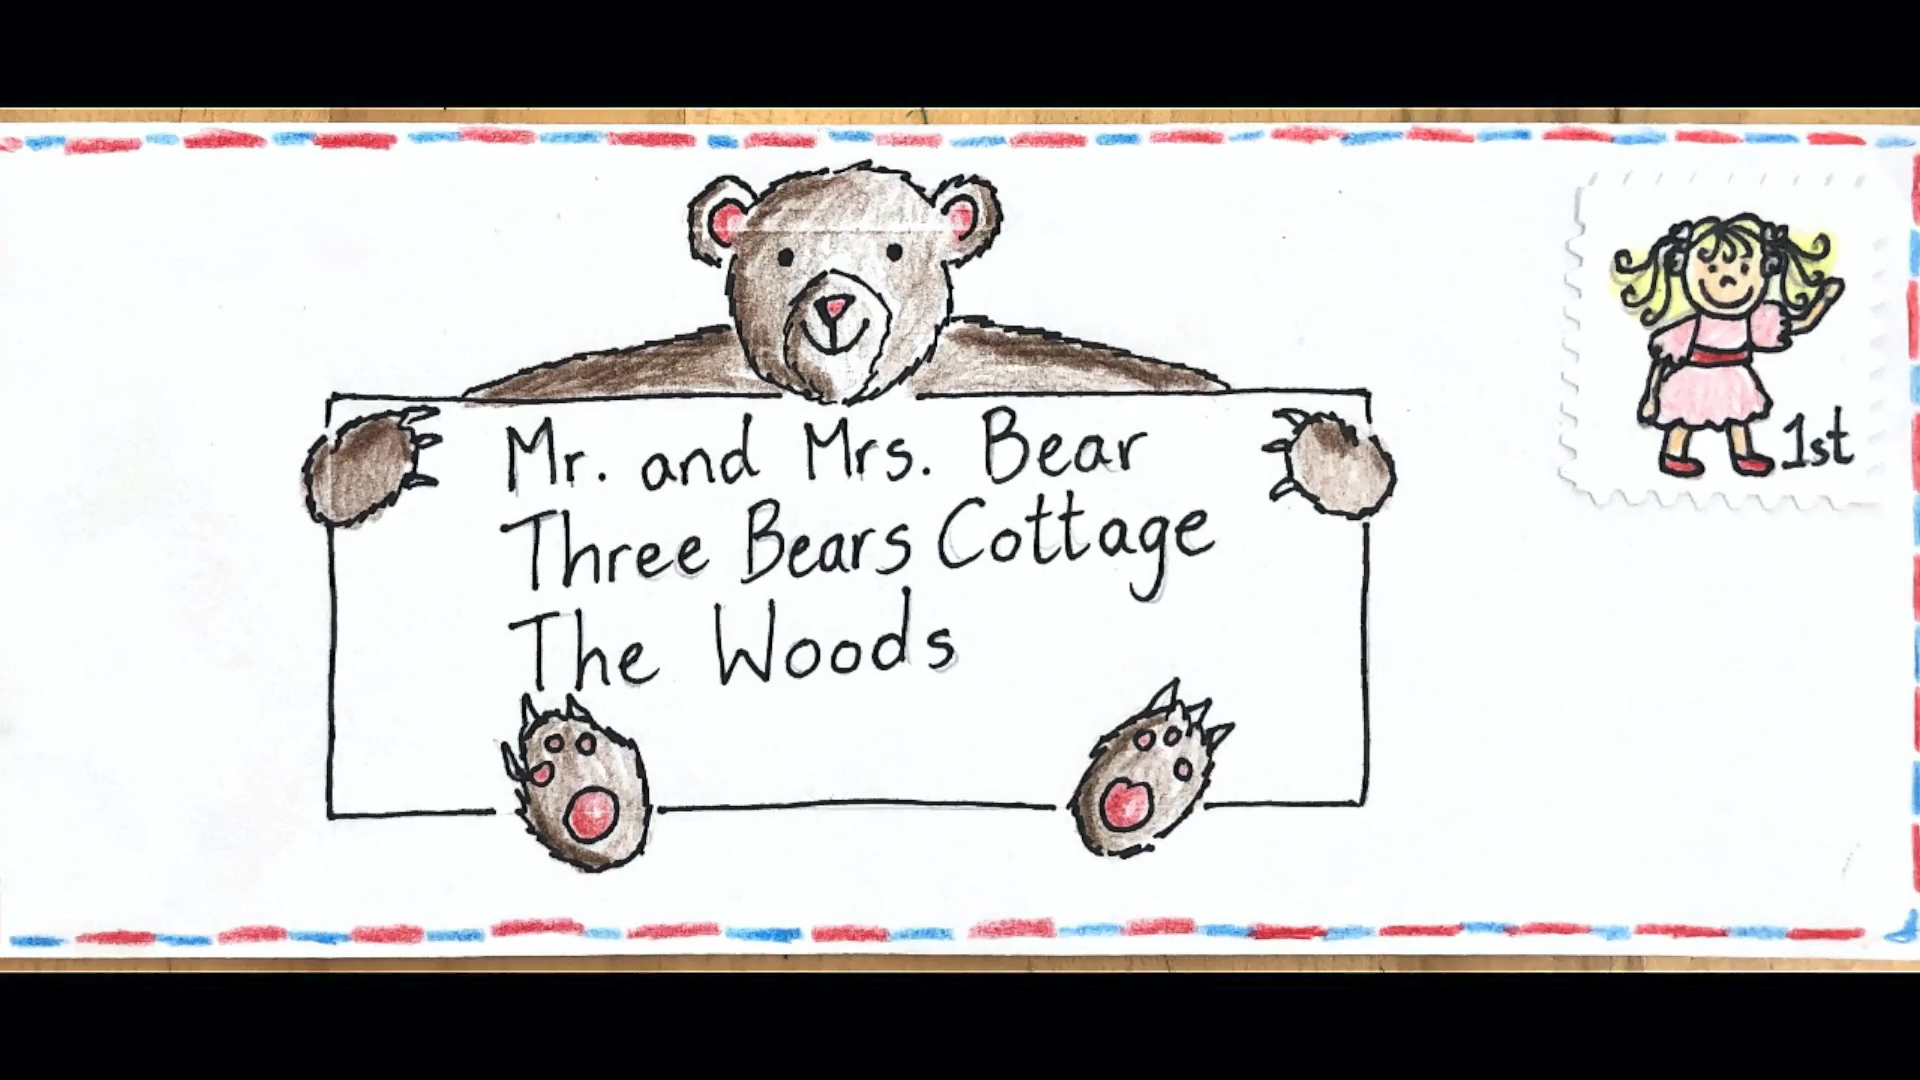 Mr. and Mrs. Bear
Three Bears Cottage
The Woods
1st